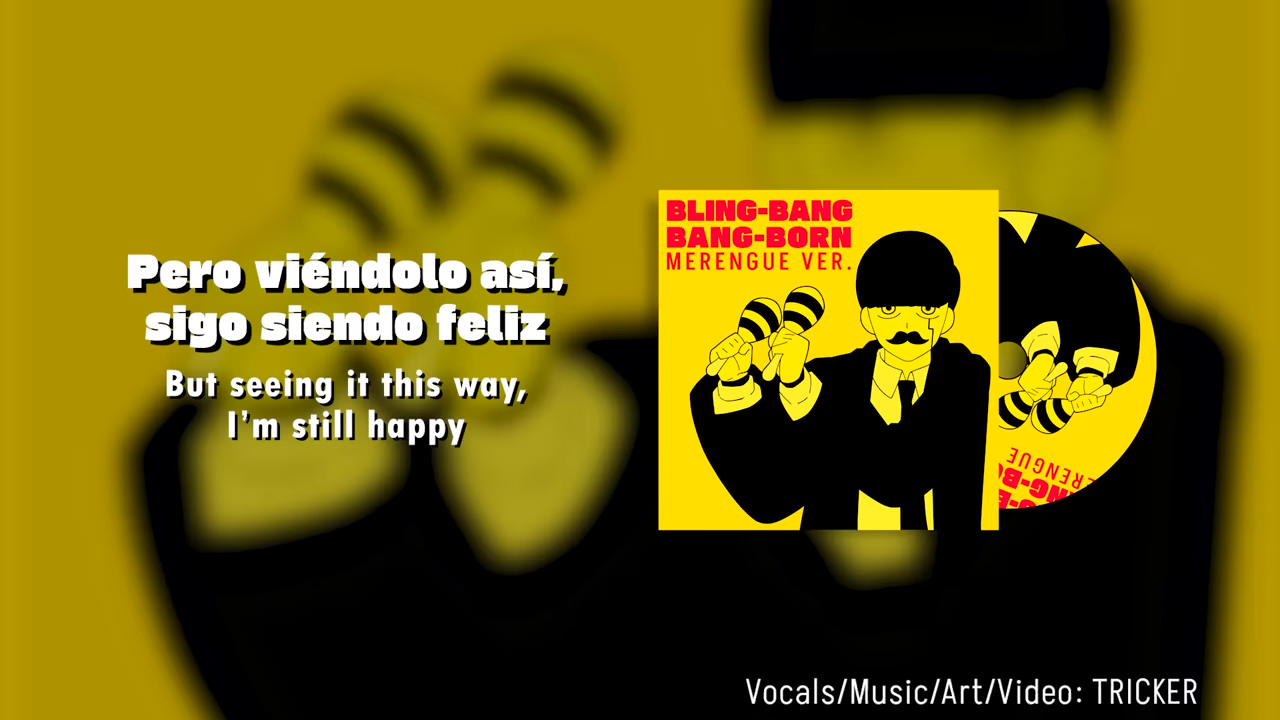 Pero viéndolo así,
sigo siendo feliz
But seeing it this way,
I'm still happy
BLING-BANG
BANG-BORN
MERENGUE VER.
Vocals/Music/Art/Video: TRICKER